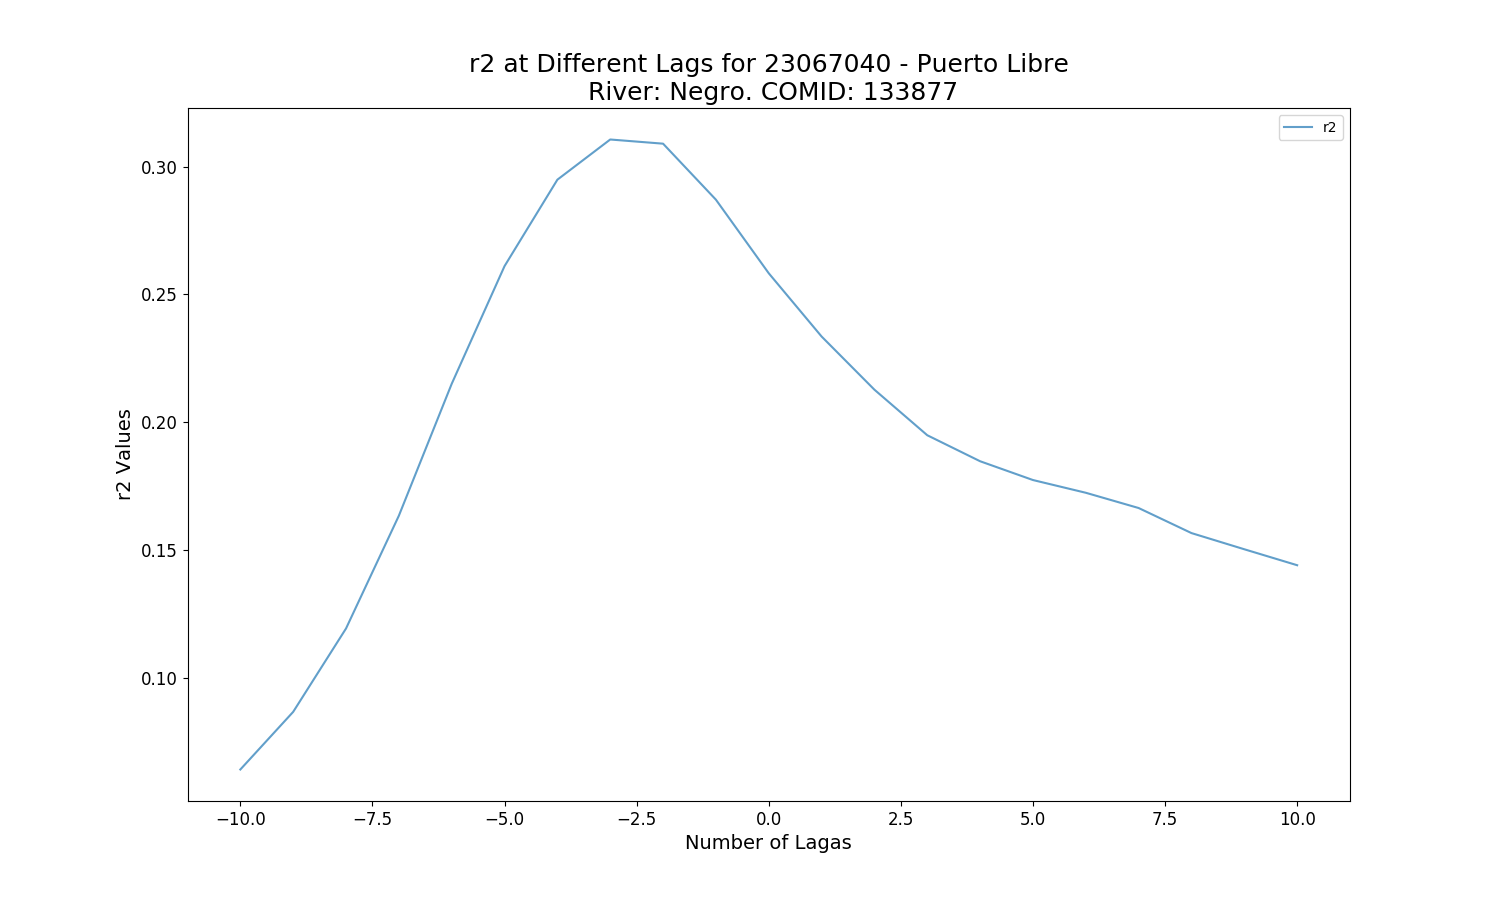 r2 at Different Lags for 23067040 - Puerto Libre
River: Negro. COMID: 133877
r2
0.30
0.25
0.20
0.15
0.10
r2 Values
−10.0 −7.5 −5.0 −2.5 0.0 2.5 5.0 7.5 10.0
Number of Lagas